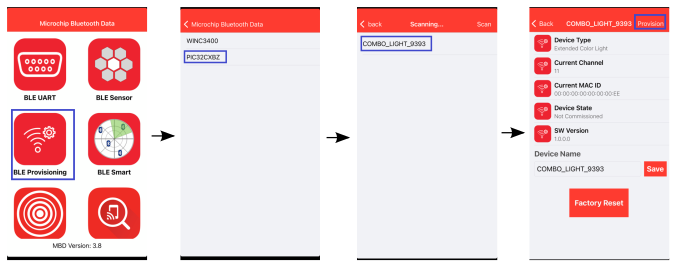 Microchip Bluetooth Data
BLE UART
BLE Sensor
BLE Provisioning
BLE Smart
MBD Version: 3.8
Microchip Bluetooth Data
WINC3400
PIC32CXBZ
back
Scanning...
Scan
COMBO_LIGHT_9393
Back
COMBO_LIGHT_9393
Provision
Device Type
Extended Color Light
Current Channel
11
Current MAC ID
00:00:00:00:00:00:EE
Device State
Not Commissioned
SW Version
1.0.0.0
Device Name
COMBO_LIGHT_9393
Save
Factory Reset